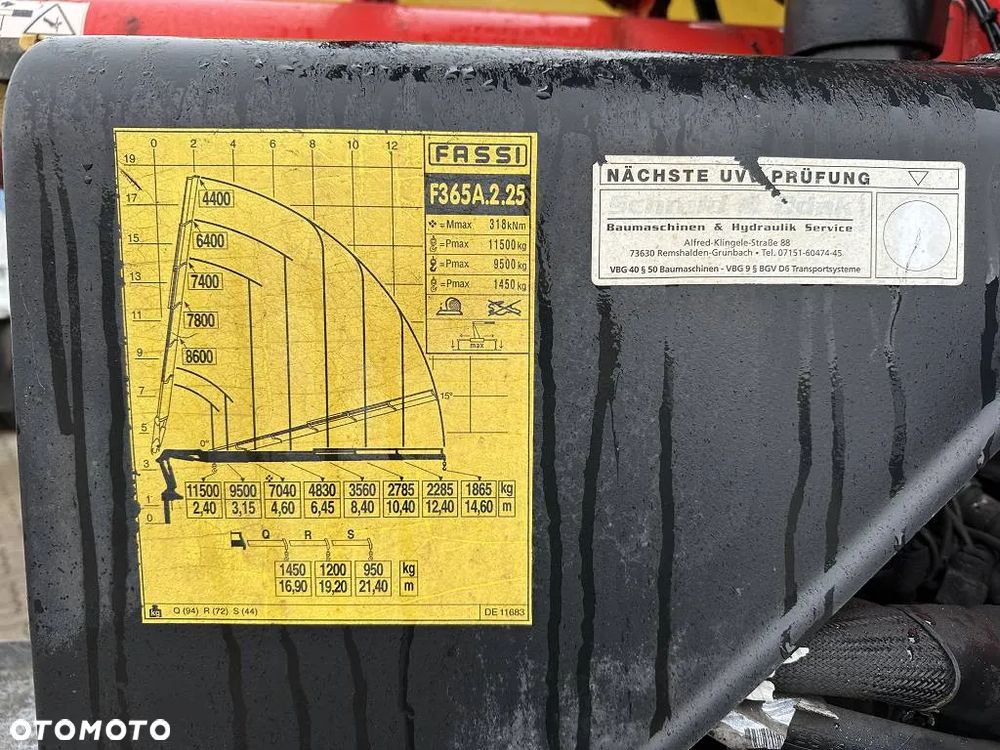 FASSI
F365A.2.25
= Mmax 318kNm
= Pmax 11500 kg
= Pmax 9500 kg
= Pmax 1450 kg
max
0 2 4 6 8 10 12
19
17
15
13
11
9
7
5
3
1
0
4400
6400
7400
7800
8600
15°
0°
11500 9500 7040 4830 3560 2785 2285 1865 kg
2,40 3,15 4,60 6,45 8,40 10,40 12,40 14,60 m
Q R S
1450 1200 950 kg
16,90 19,20 21,40 m
kg Q (94) R (72) S (44) DE 11683
NÄCHSTE UVV PRÜFUNG
Baumaschinen & Hydraulik Service
Alfred-Klingele-Straße 88
73630 Remshalden-Grunbach • Tel. 07151-60474-45
VBG 40 § 50 Baumaschinen - VBG 9 § BGV D6 Transportsysteme
OTOMOTO